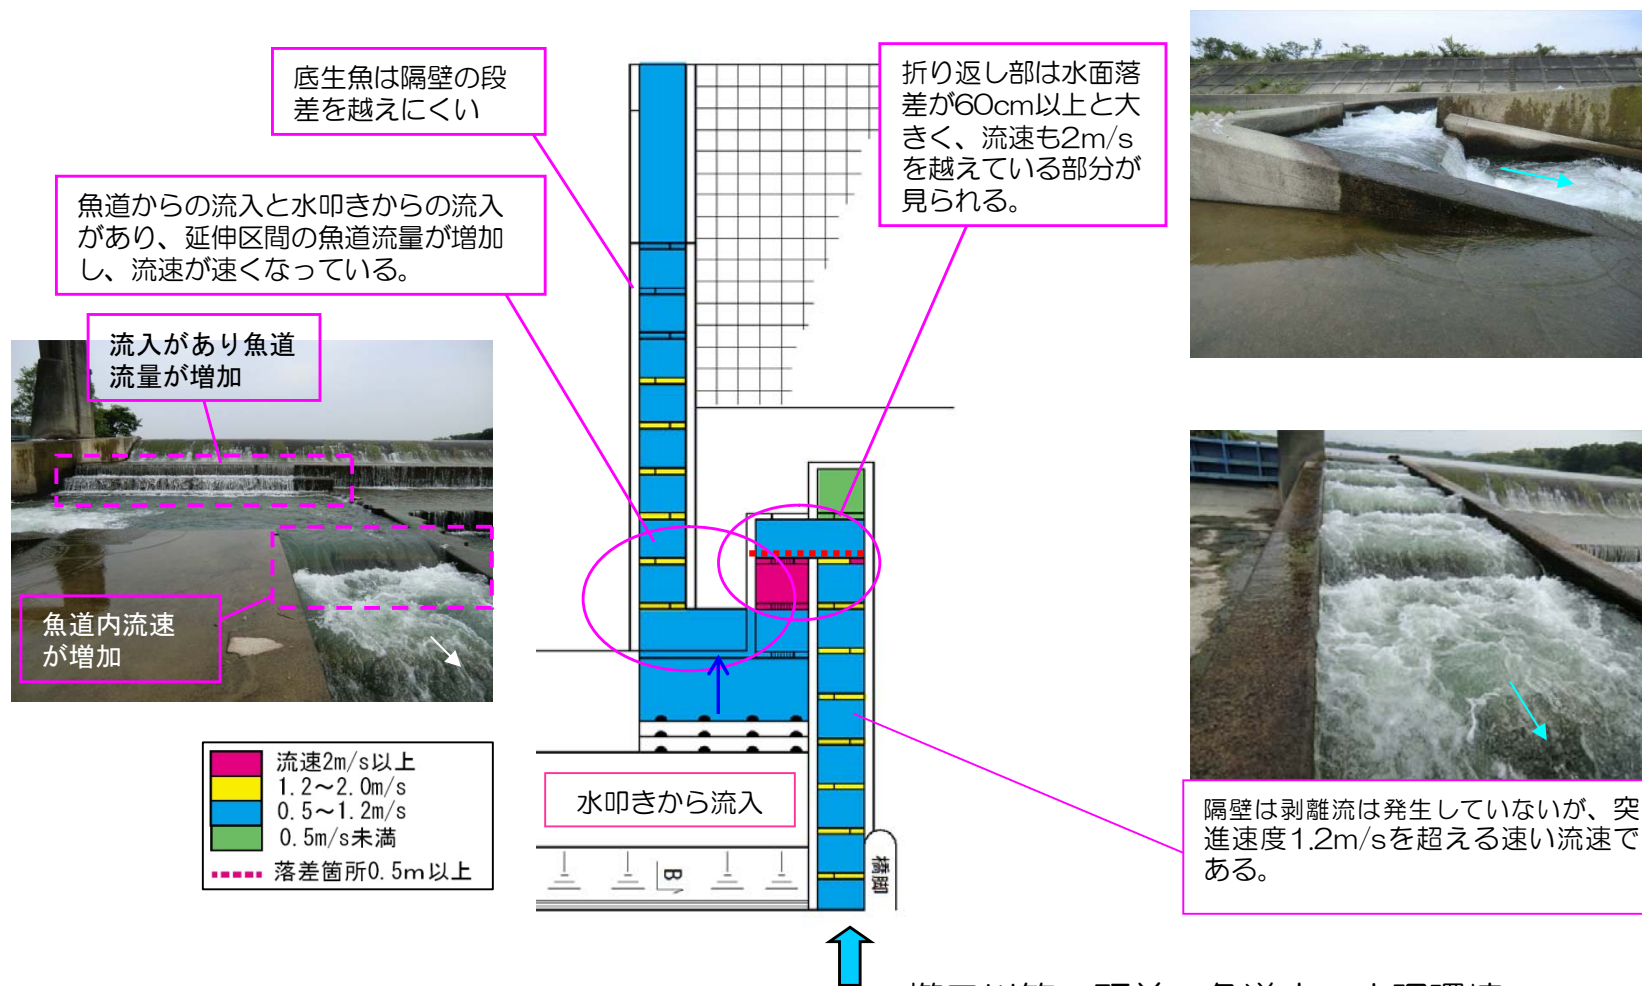 底生魚は隔壁の段
差を越えにくい
折り返し部は水面落
差が60cm以上と大
きく、流速も2m/s
を越えている部分が
見られる。
魚道からの流入と水叩きからの流入
があり、延伸区間の魚道流量が増加
し、流速が速くなっている。
流入があり魚道
流量が増加
魚道内流速
が増加
流速2m/s以上
1.2～2.0m/s
0.5～1.2m/s
0.5m/s未満
落差箇所0.5m以上
水叩きから流入
B
橋脚
隔壁は剥離流は発生していないが、突
進速度1.2m/sを超える速い流速で
ある。